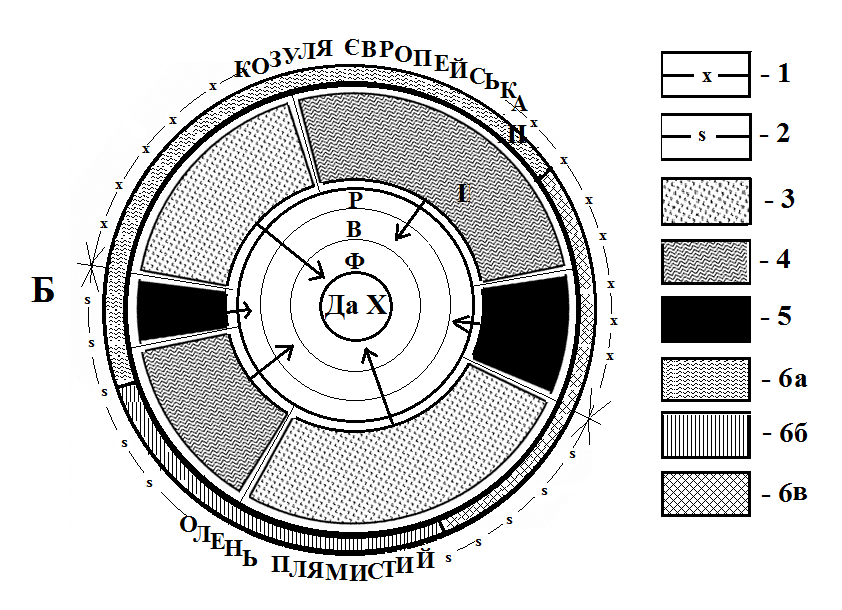 КОЗУЛЯ ЄВРОПЕЙСЬКА
Н
І
Р
В
Ф
Да Х
Б
ОЛЕНЬ ПЛЯМИСТИЙ
x - 1
s - 2
- 3
- 4
- 5
- 6а
- 6б
- 6в